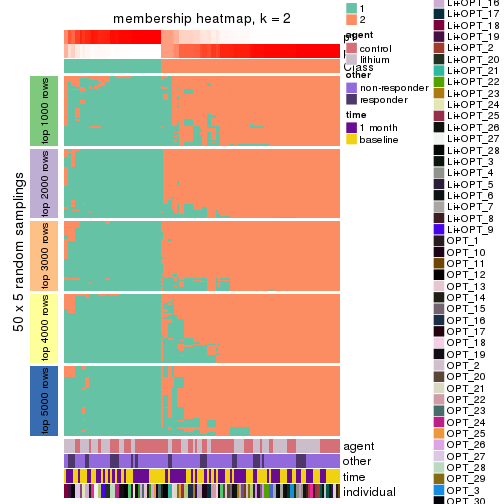 membership heatmap, k = 2
Class
50 x 5 random samplings
top 1000 rows
top 2000 rows
top 3000 rows
top 4000 rows
top 5000 rows
agent
other
time
individual
1
2
agent
control
lithium
other
non-responder
responder
time
1 month
baseline
Li+OPT_16
Li+OPT_17
Li+OPT_18
Li+OPT_19
Li+OPT_2
Li+OPT_20
Li+OPT_21
Li+OPT_22
Li+OPT_23
Li+OPT_24
Li+OPT_25
Li+OPT_26
Li+OPT_27
Li+OPT_28
Li+OPT_3
Li+OPT_4
Li+OPT_5
Li+OPT_6
Li+OPT_7
Li+OPT_8
Li+OPT_9
OPT_1
OPT_10
OPT_11
OPT_12
OPT_13
OPT_14
OPT_15
OPT_16
OPT_17
OPT_18
OPT_19
OPT_2
OPT_20
OPT_21
OPT_22
OPT_23
OPT_24
OPT_25
OPT_26
OPT_27
OPT_28
OPT_29
OPT_3